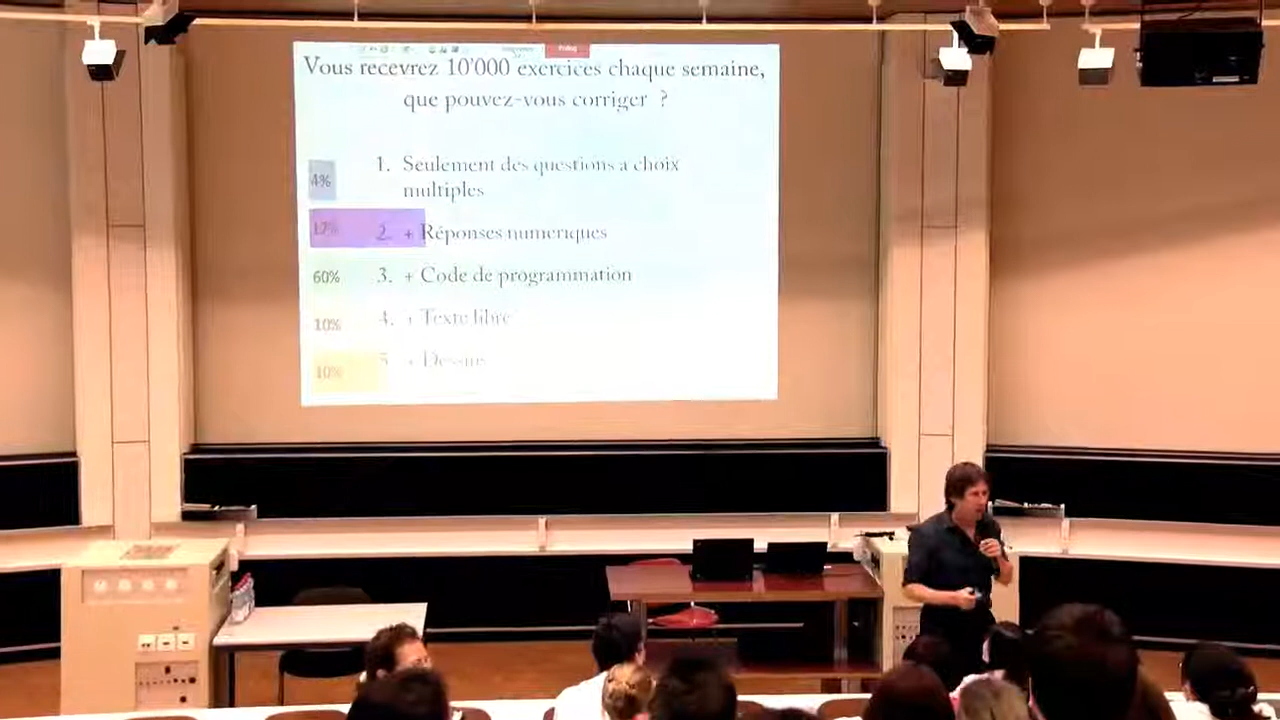 Vous recevrez 10'000 exercices chaque semaine,
que pouvez-vous corriger ?
4%
1. Seulement des questions a choix
multiples
17%
2. + Réponses numeriques
60%
3. + Code de programmation
10%
4. + Texte libre
10%
5. + Dessins